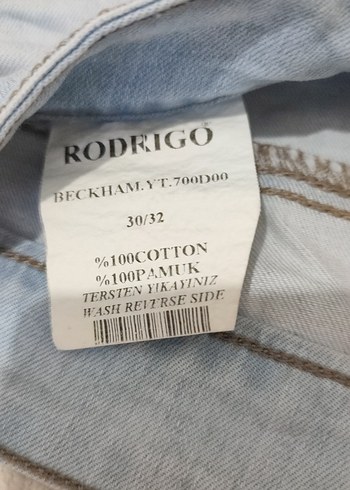 RODRIGO
BECKHAM.YT.700D00
30/32
%100COTTON
%100PAMUK
TERSTEN YIKAYINIZ
WASH REVERSE SIDE